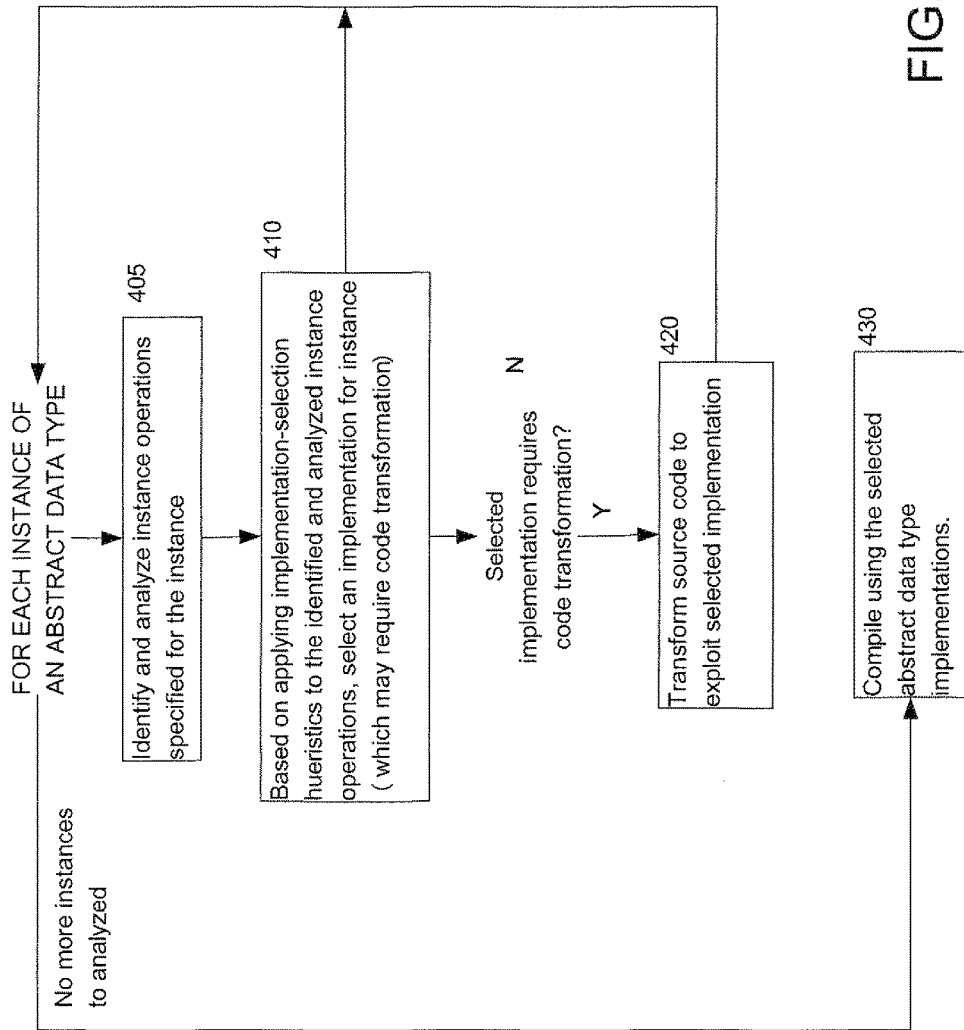 FOR EACH INSTANCE OF
AN ABSTRACT DATA TYPE
No more instances
to analyzed
405
Identify and analyze instance operations
specified for the instance
410
Based on applying implementation-selection
hueristics to the identified and analyzed instance
operations, select an implementation for instance
( which may require code transformation)
Selected
implementation requires
code transformation?
N
Y
420
Transform source code to
exploit selected implementation
430
Compile using the selected
abstract data type
implementations.
FIG